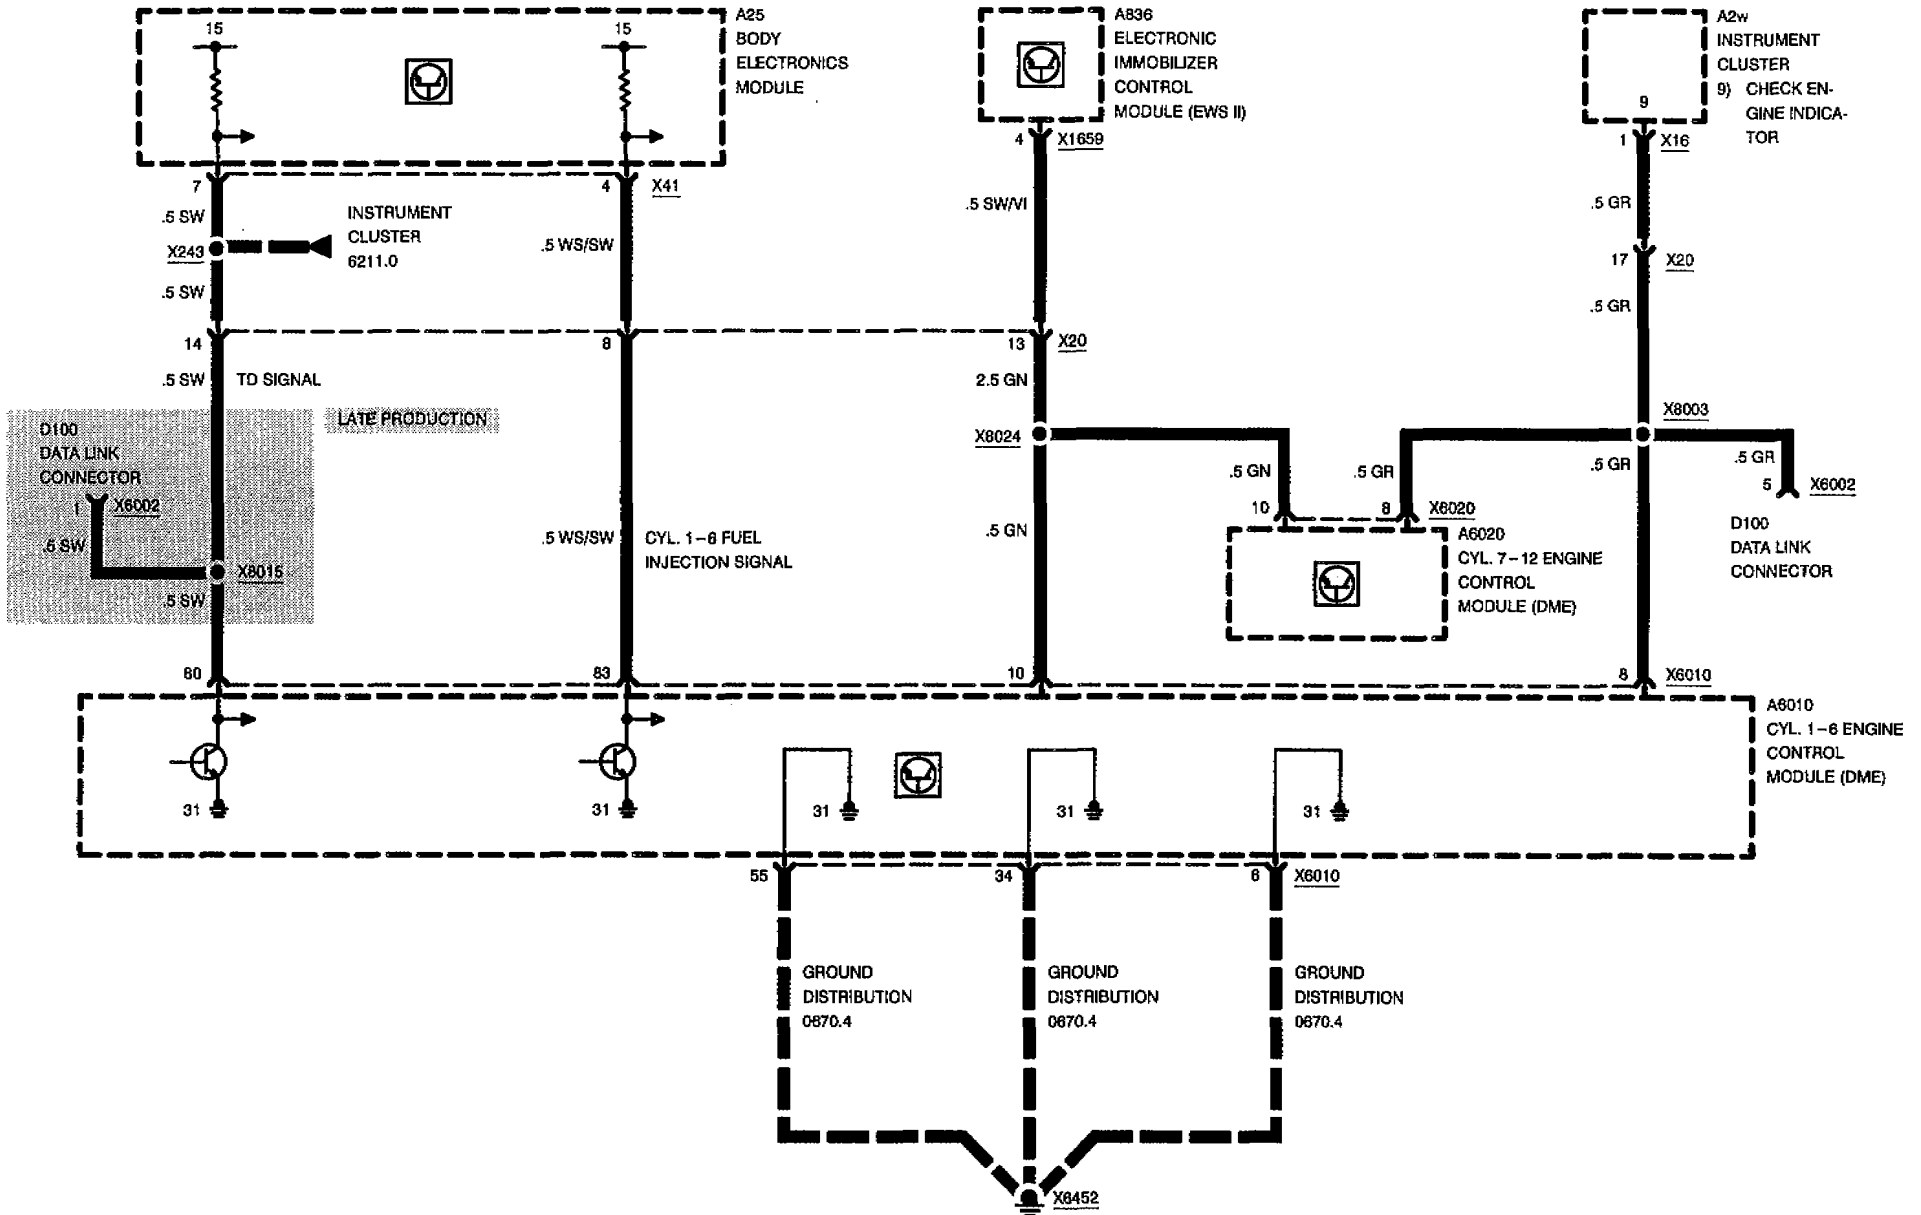 15
15
A25
BODY
ELECTRONICS
MODULE
A836
ELECTRONIC
IMMOBILIZER
CONTROL
MODULE (EWS II)
9
A2w
INSTRUMENT
CLUSTER
9) CHECK EN-
GINE INDICA-
TOR
7
4
X41
4
X1659
1
X16
.5 SW
INSTRUMENT
CLUSTER
6211.0
X243
.5 SW
.5 WS/SW
.5 SW/VI
.5 GR
17
X20
.5 GR
14
8
13
X20
.5 SW
TD SIGNAL
2.5 GN
LATE PRODUCTION
D100
DATA LINK
CONNECTOR
1
X6002
.5 SW
X8015
.5 SW
.5 WS/SW
CYL. 1-6 FUEL
INJECTION SIGNAL
X8024
.5 GN
.5 GN
.5 GR
X8003
.5 GR
.5 GR
5
X6002
D100
DATA LINK
CONNECTOR
10
8
X6020
A6020
CYL. 7-12 ENGINE
CONTROL
MODULE (DME)
80
83
10
8
X6010
A6010
CYL. 1-6 ENGINE
CONTROL
MODULE (DME)
31
31
31
31
31
55
34
6
X6010
GROUND
DISTRIBUTION
0670.4
GROUND
DISTRIBUTION
0670.4
GROUND
DISTRIBUTION
0670.4
X6452